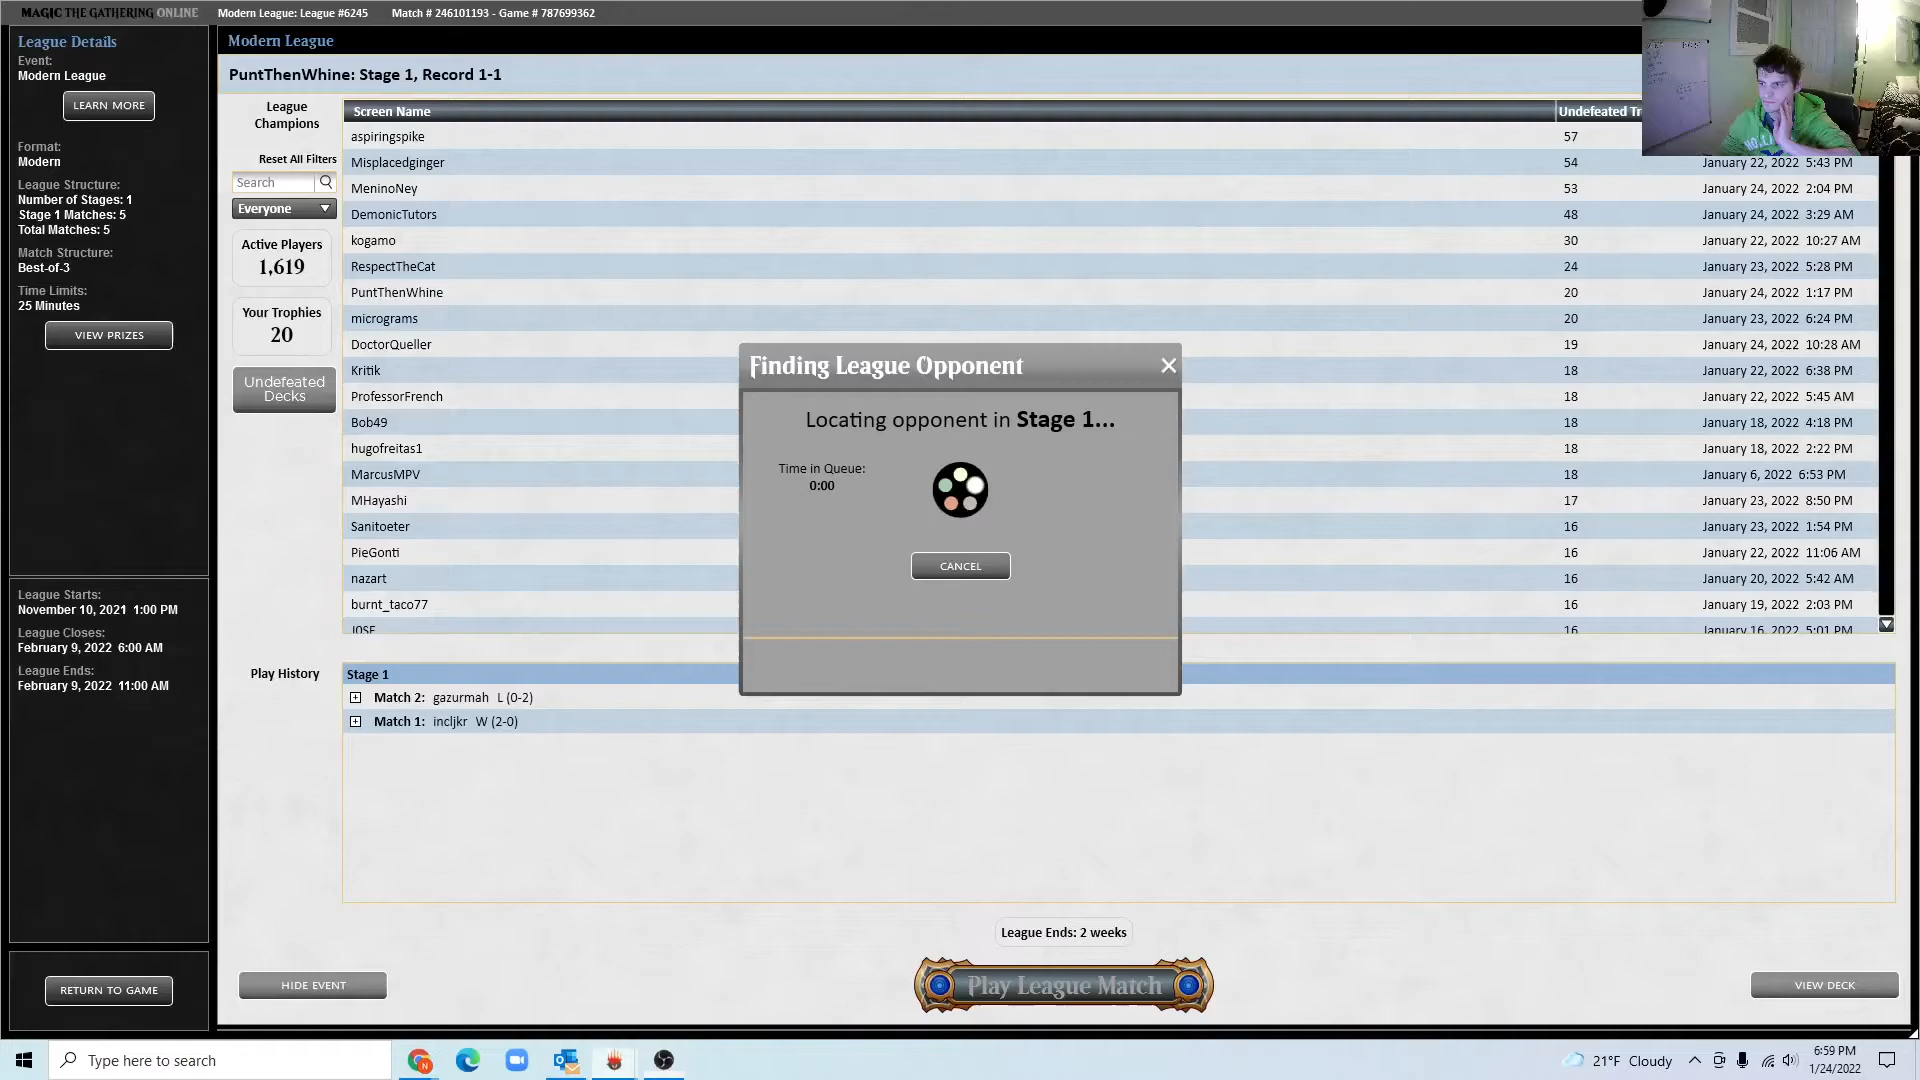 MAGIC THE GATHERING ONLINE
Modern League: League #6245 Match # 246101193 - Game # 787699362
League Details
Event:
Modern League
LEARN MORE
Format:
Modern
League Structure:
Number of Stages: 1
Stage 1 Matches: 5
Total Matches: 5
Match Structure:
Best-of-3
Time Limits:
25 Minutes
VIEW PRIZES
League Starts:
November 10, 2021 1:00 PM
League Closes:
February 9, 2022 6:00 AM
League Ends:
February 9, 2022 11:00 AM
RETURN TO GAME
Modern League
PuntThenWhine: Stage 1, Record 1-1
League
Champions
Reset All Filters
Search
Everyone
Active Players
1,619
Your Trophies
20
Undefeated
Decks
Screen Name Undefeated Tr
aspiringspike 57
Misplacedginger 54 January 22, 2022 5:43 PM
MeninoNey 53 January 24, 2022 2:04 PM
DemonicTutors 48 January 24, 2022 3:29 AM
kogamo 30 January 22, 2022 10:27 AM
RespectTheCat 24 January 23, 2022 5:28 PM
PuntThenWhine 20 January 24, 2022 1:17 PM
micrograms 20 January 23, 2022 6:24 PM
DoctorQueller 19 January 24, 2022 10:28 AM
Kritik 18 January 22, 2022 6:38 PM
ProfessorFrench 18 January 22, 2022 5:45 AM
Bob49 18 January 18, 2022 4:18 PM
hugofreitas1 18 January 18, 2022 2:22 PM
MarcusMPV 18 January 6, 2022 6:53 PM
MHayashi 17 January 23, 2022 8:50 PM
Sanitoeter 16 January 23, 2022 1:54 PM
PieGonti 16 January 22, 2022 11:06 AM
nazart 16 January 20, 2022 5:42 AM
burnt_taco77 16 January 19, 2022 2:03 PM
16 January 16, 2022 5:01 PM
Finding League Opponent
Locating opponent in Stage 1...
Time in Queue:
0:00
CANCEL
Play History
Stage 1
Match 2: gazurmah L (0-2)
Match 1: incljkr W (2-0)
League Ends: 2 weeks
HIDE EVENT
Play League Match
VIEW DECK
Type here to search
21°F Cloudy
6:59 PM
1/24/2022